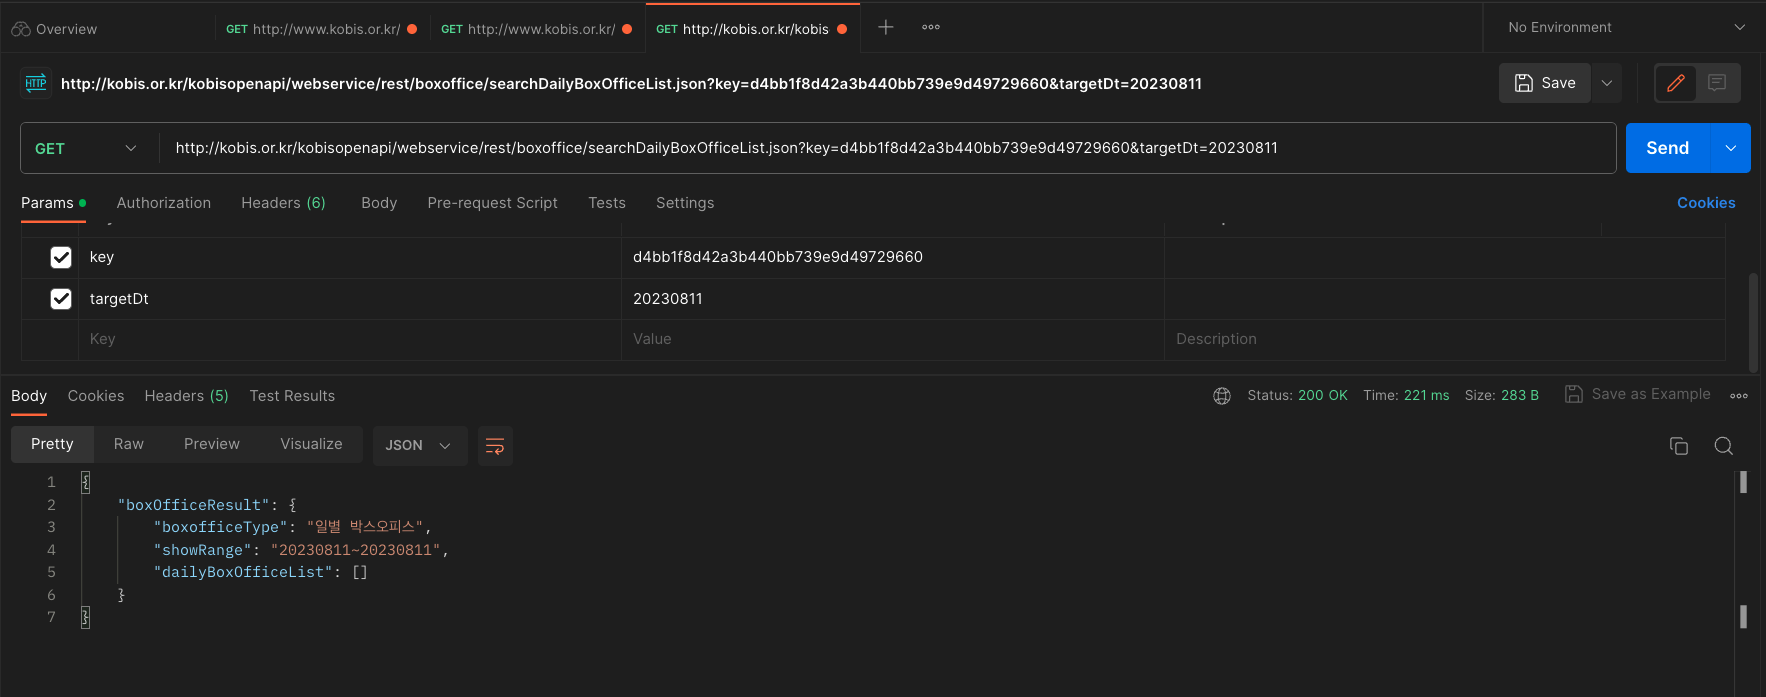 Overview
GET http://www.kobis.or.kr/
GET http://www.kobis.or.kr/
GET http://kobis.or.kr/kobis
No Environment
HTTP
http://kobis.or.kr/kobisopenapi/webservice/rest/boxoffice/searchDailyBoxOfficeList.json?key=d4bb1f8d42a3b440bb739e9d49729660&targetDt=20230811
Save
GET
http://kobis.or.kr/kobisopenapi/webservice/rest/boxoffice/searchDailyBoxOfficeList.json?key=d4bb1f8d42a3b440bb739e9d49729660&targetDt=20230811
Send
Params Authorization Headers (6) Body Pre-request Script Tests Settings Cookies
key d4bb1f8d42a3b440bb739e9d49729660
targetDt 20230811
Key Value Description
Body Cookies Headers (5) Test Results Status: 200 OK Time: 221 ms Size: 283 B Save as Example
Pretty Raw Preview Visualize JSON
1 {
2 "boxOfficeResult": {
3 "boxofficeType": "일별 박스오피스",
4 "showRange": "20230811~20230811",
5 "dailyBoxOfficeList": []
6 }
7 }